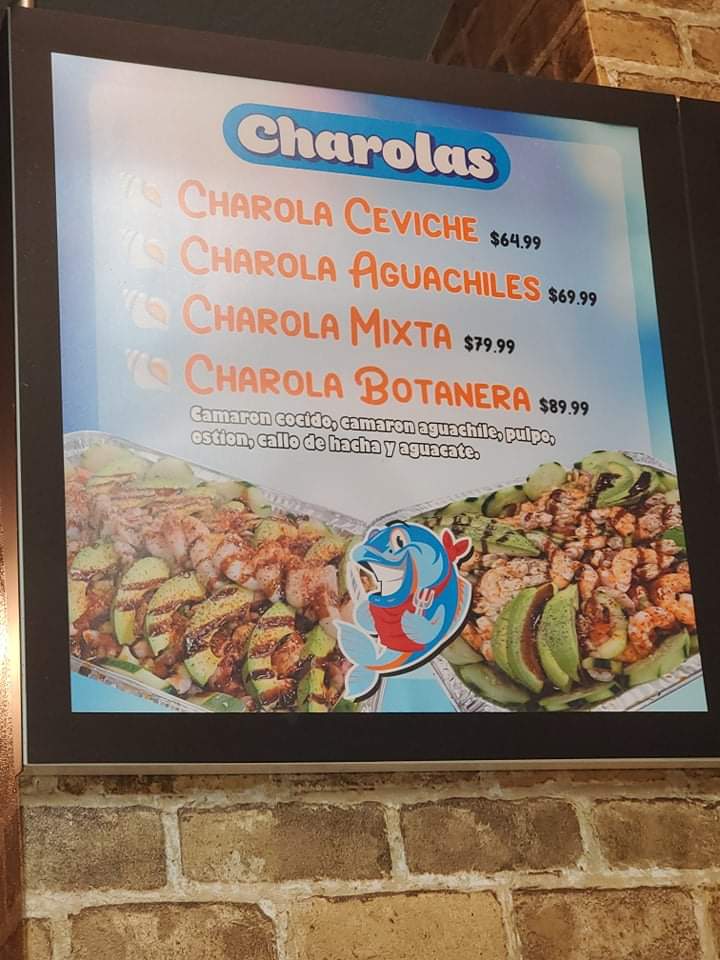 Charolas
CHAROLA CEVICHE $64.99
CHAROLA AGUACHILES $69.99
CHAROLA MIXTA $79.99
CHAROLA BOTANERA $89.99
Camaron cocido, camaron aguachile, pulpo,
ostion, callo de hacha y aguacate.